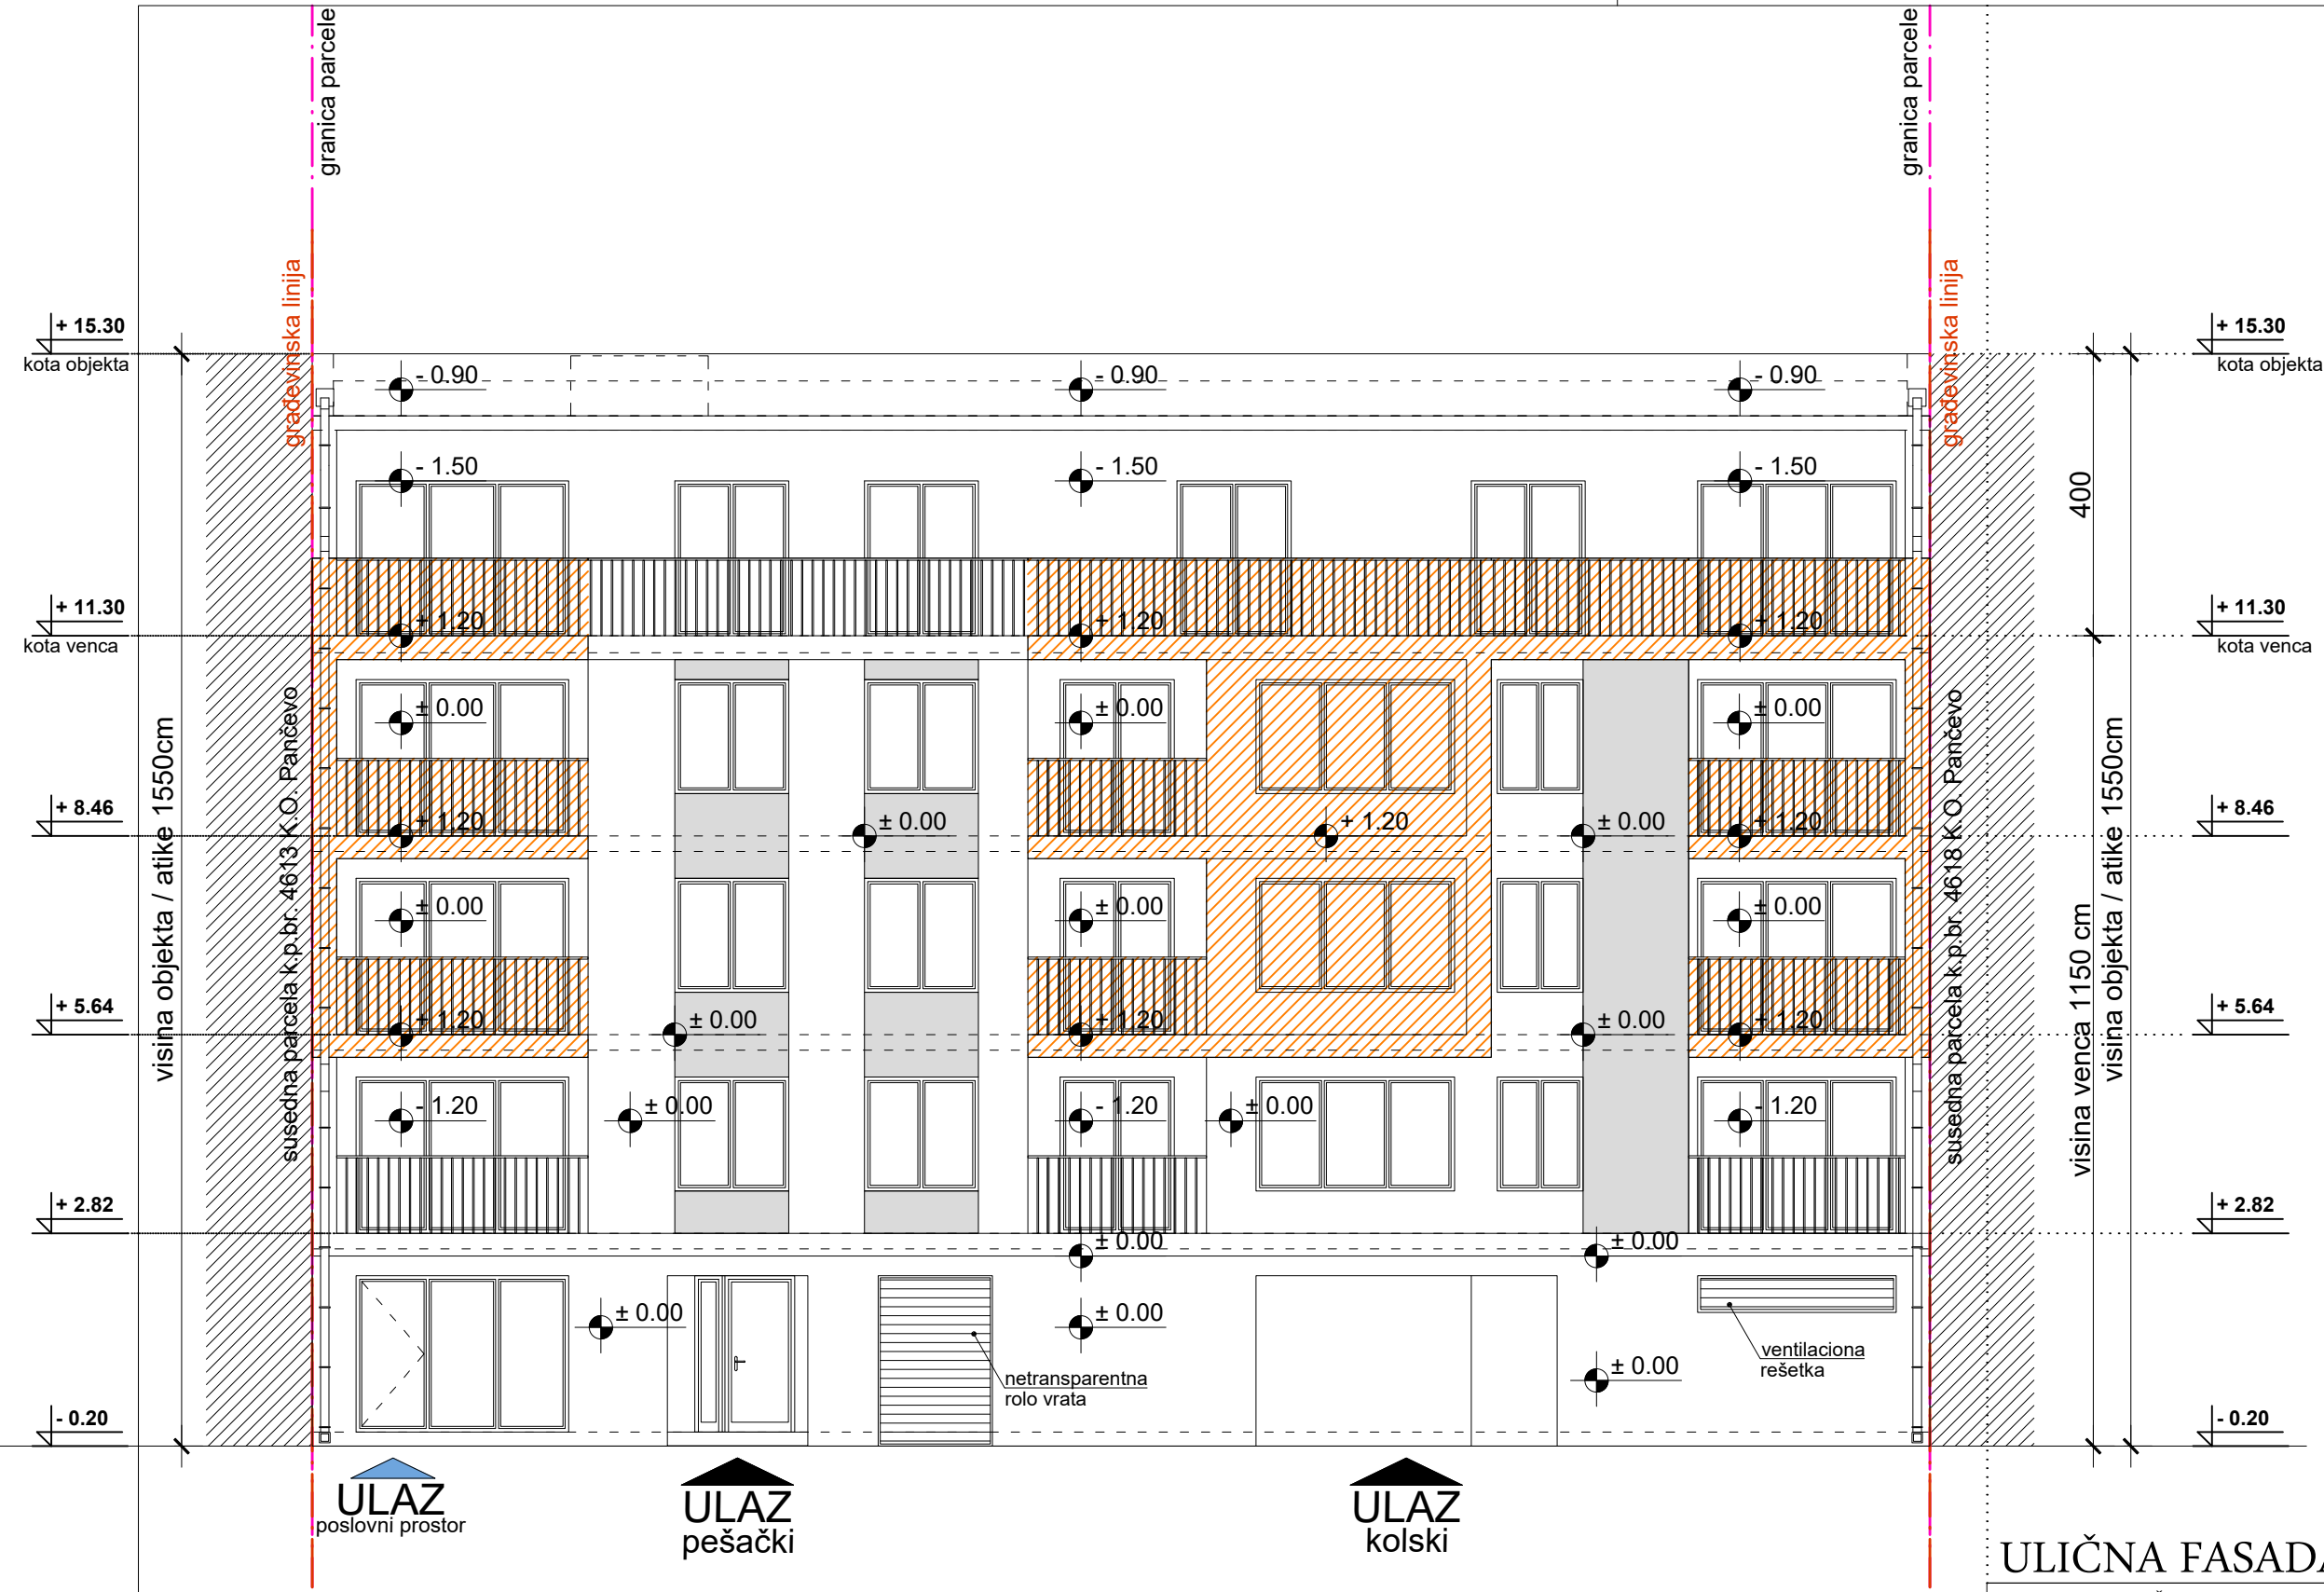 granica parcele
granica parcele
građevinska linija
građevinska linija
+ 15.30
kota objekta
+ 15.30
kota objekta
- 0.90
- 0.90
- 0.90
- 1.50
- 1.50
- 1.50
400
+ 11.30
kota venca
+ 11.30
kota venca
+ 1.20
+ 1.20
+ 1.20
± 0.00
± 0.00
± 0.00
visina objekta / atike 1550cm
susedna parcela k.p.br. 4613 K.O. Pančevo
susedna parcela k.p.br. 4618 K.O. Pančevo
visina venca 1150 cm
visina objekta / atike 1550cm
+ 8.46
+ 8.46
+ 1.20
± 0.00
+ 1.20
± 0.00
+ 1.20
± 0.00
± 0.00
± 0.00
+ 5.64
+ 5.64
+ 1.20
± 0.00
+ 1.20
± 0.00
+ 1.20
- 1.20
± 0.00
- 1.20
± 0.00
- 1.20
+ 2.82
+ 2.82
± 0.00
± 0.00
± 0.00
± 0.00
± 0.00
netransparentna
rolo vrata
ventilaciona
rešetka
- 0.20
- 0.20
ULAZ
poslovni prostor
ULAZ
pešački
ULAZ
kolski
ULIČNA FASADA